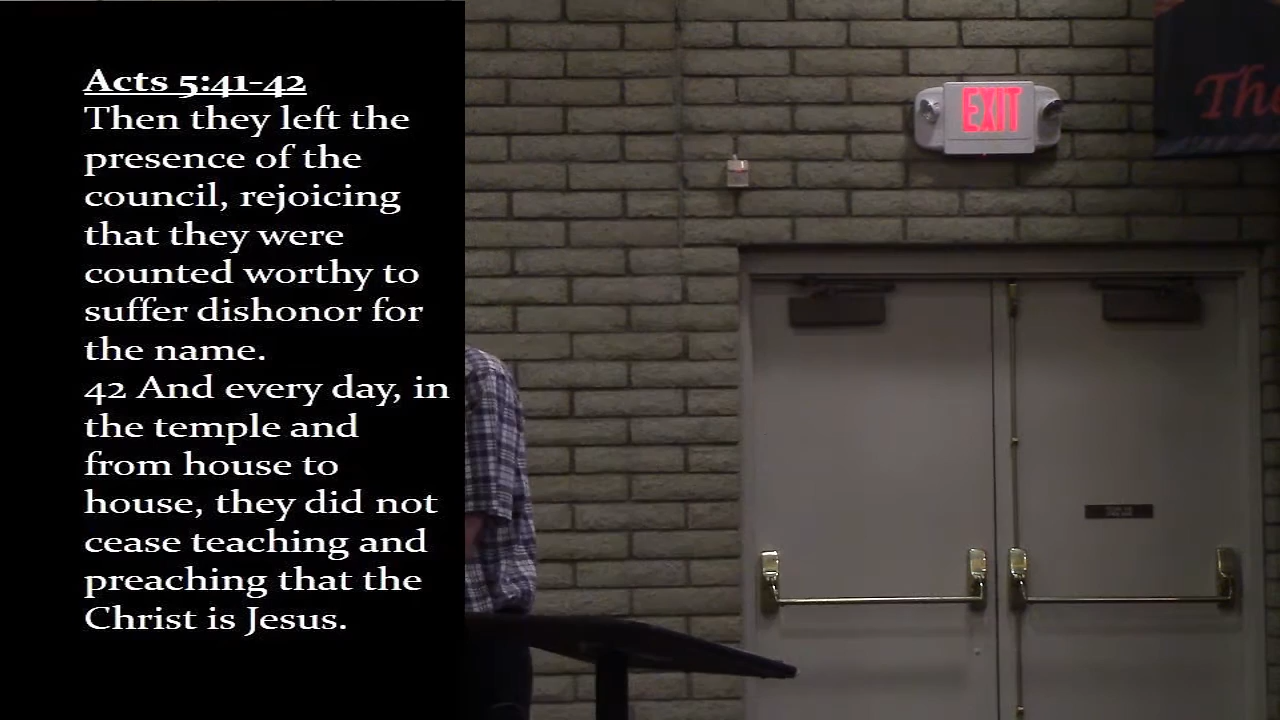 Acts 5:41-42
Then they left the
presence of the
council, rejoicing
that they were
counted worthy to
suffer dishonor for
the name.
42 And every day, in
the temple and
from house to
house, they did not
cease teaching and
preaching that the
Christ is Jesus.
EXIT